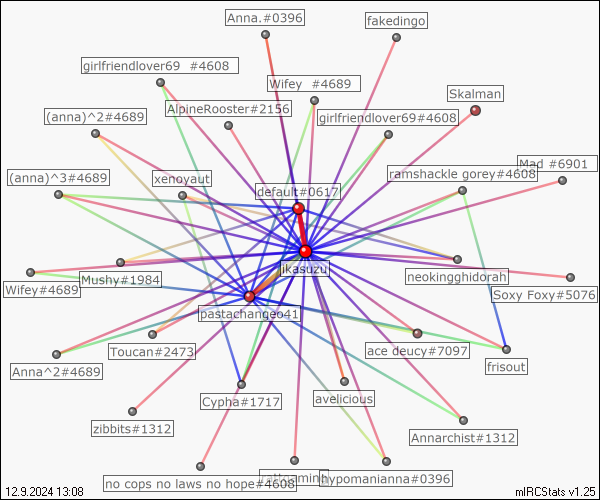 Anna.#0396
fakedingo
girlfriendlover69 #4608
Wifey #4689
Skalman
AlpineRooster#2156
(anna)^2#4689
girlfriendlover69#4608
Mad #6901
ramshackle gorey#4608
(anna)^3#4689
xenoyaut
default#0617
jikasuzu
neokingghidorah
Wifey#4689
Mushy#1984
Soxy Foxy#5076
pastachangeo41
Toucan#2473
ace deucy#7097
frisout
Anna^2#4689
Cypha#1717
avelicious
zibbits#1312
Annarchist#1312
hypomanianna#0396
no cops no laws no hope#4608
12.9.2024 13:08
mIRCStats v1.25